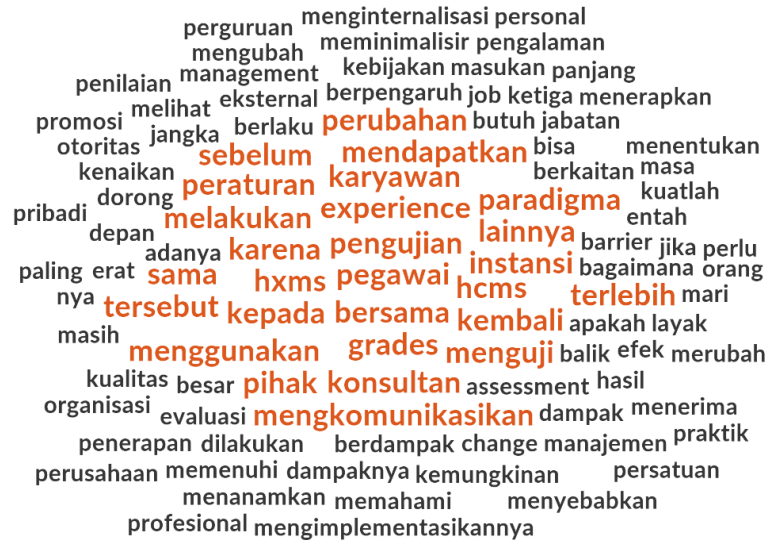 menginternalisasi personal
perguruan
meminimalisir pengalaman
mengubah
kebijakan masukan panjang
management
penilaian
eksternal berpengaruh job ketiga menerapkan
melihat
promosi
jangka berlaku perubahan butuh jabatan
otoritas
sebelum mendapatkan bisa menentukan
kenaikan
berkaitan masa
peraturan karyawan
dorong
paradigma kuatlah
pribadi
melakukan experience
entah
depan
lainnya
adanya karena pengujian
barrier jika perlu
paling erat sama hxms pegawai instansi bagaimana orang
nya
hcms terlebih mari
tersebut kepada bersama kembali apakah layak
masih
menggunakan grades menguji balik efek merubah
kualitas besar pihak konsultan assessment hasil
organisasi
evaluasi mengkomunikasikan dampak menerima
penerapan dilakukan berdampak change manajemen praktik
perusahaan memenuhi dampaknya kemungkinan persatuan
menanamkan memahami menyebabkan
profesional mengimplementasikannya